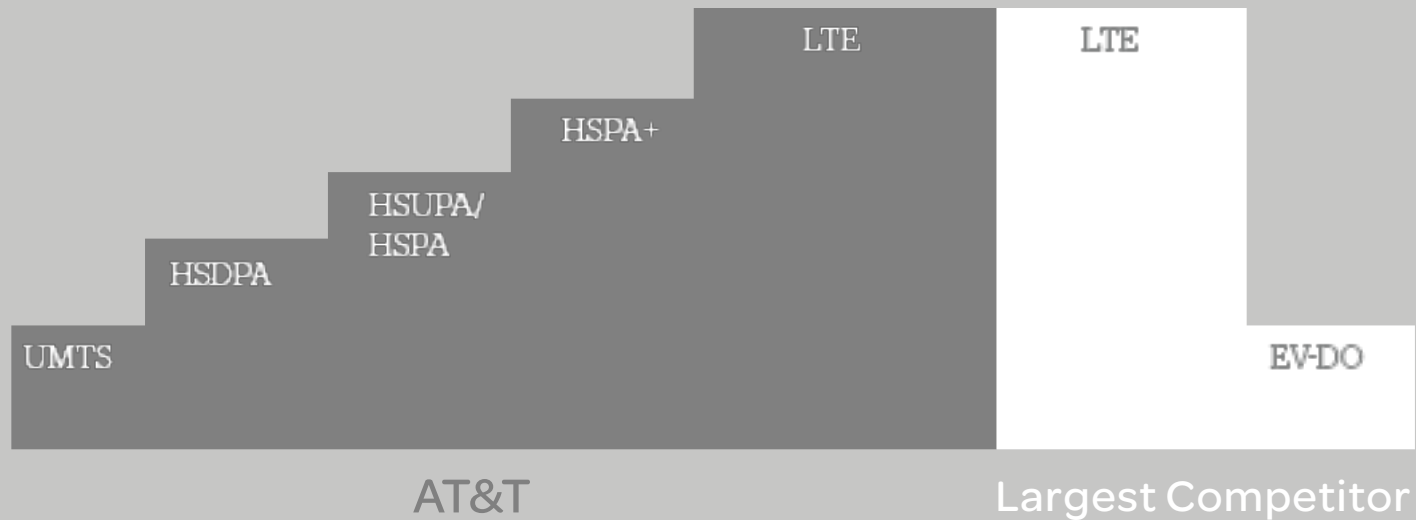 LTE
LTE
HSPA+
HSUPA/
HSPA
HSDPA
UMTS
EV-DO
AT&T
Largest Competitor